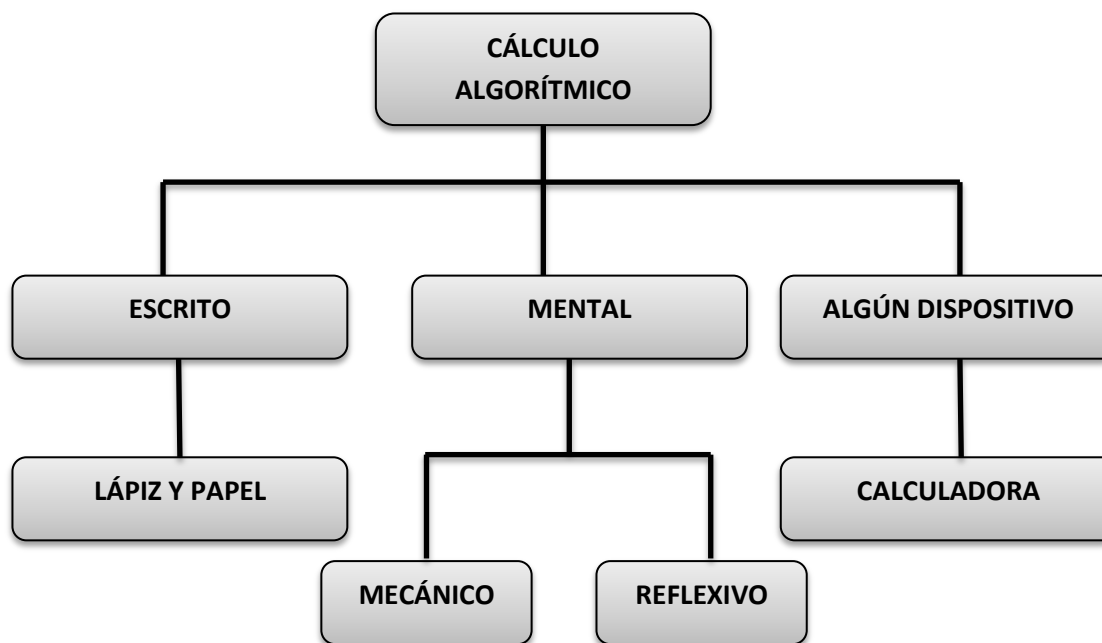 CÁLCULO
ALGORÍTMICO
ESCRITO
MENTAL
ALGÚN DISPOSITIVO
LÁPIZ Y PAPEL
CALCULADORA
MECÁNICO
REFLEXIVO